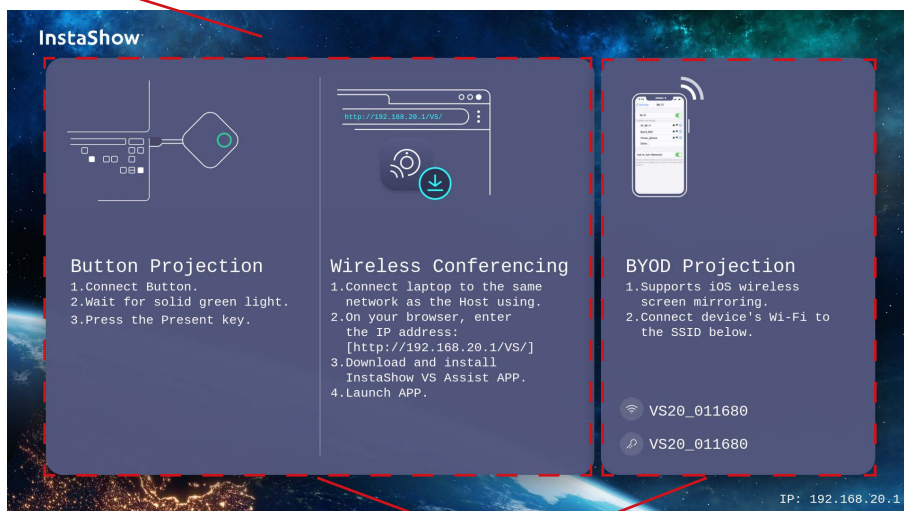 InstaShow
http://192.168.20.1/VS/
Button Projection
1.Connect Button.
2.Wait for solid green light.
3.Press the Present key.
Wireless Conferencing
1.Connect laptop to the same
network as the Host using.
2.On your browser, enter
the IP address:
[http://192.168.20.1/VS/]
3.Download and install
InstaShow VS Assist APP.
4.Launch APP.
BYOD Projection
1.Supports iOS wireless
screen mirroring.
2.Connect device's Wi-Fi to
the SSID below.
VS20_011680
VS20_011680
IP: 192.168.20.1